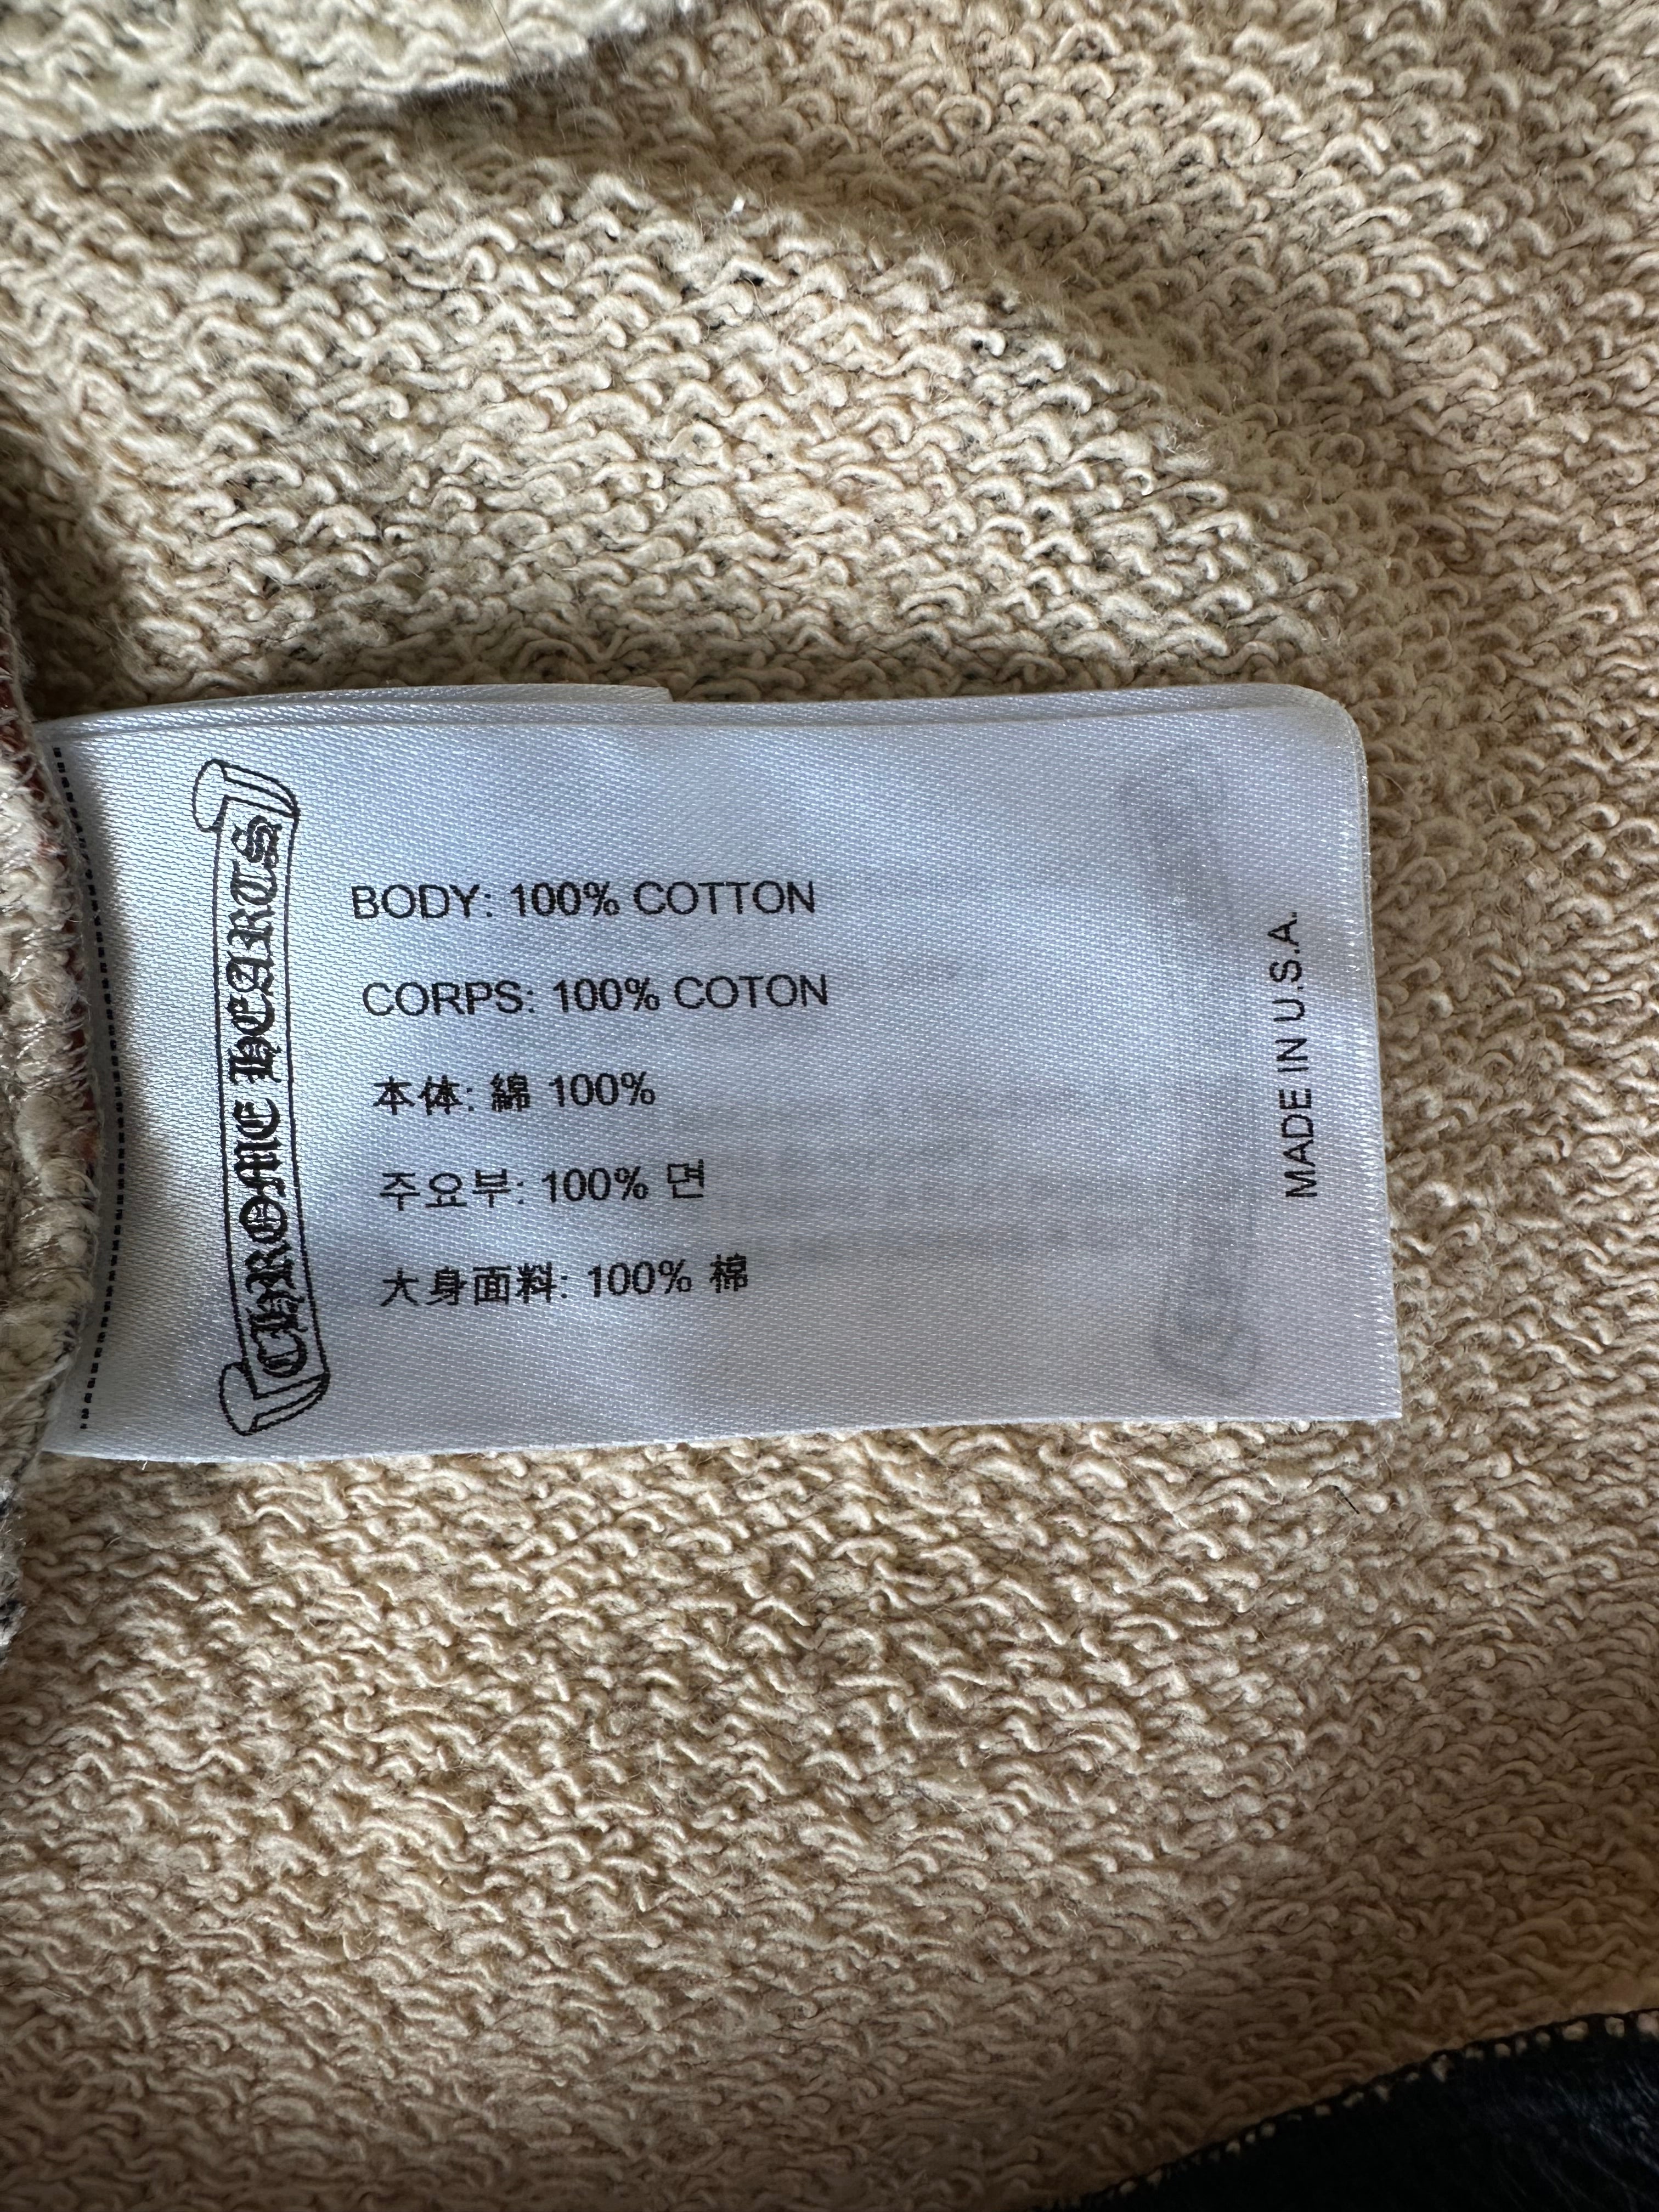 CHROME HEARTS
BODY: 100% COTTON
CORPS: 100% COTON
本体: 綿 100%
주요부: 100% 면
大身面料: 100% 棉
MADE IN U.S.A.